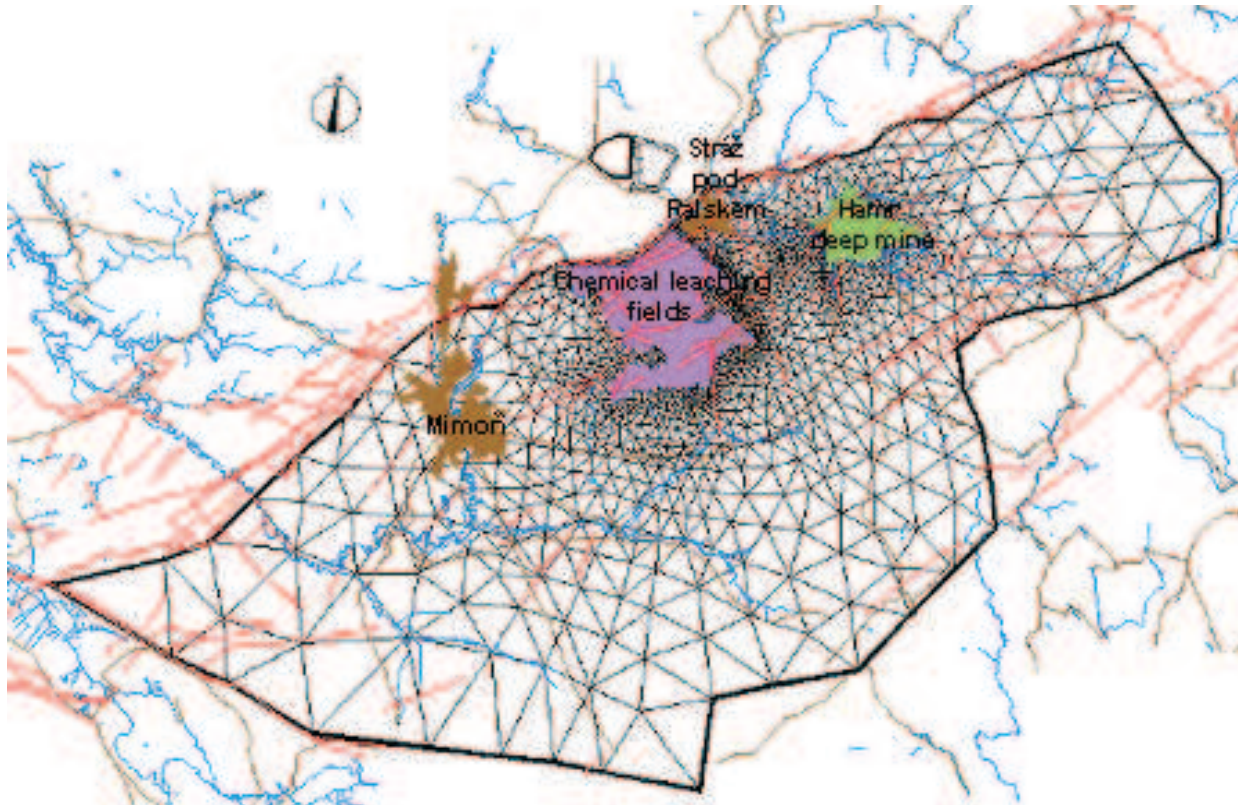 Stráž
pod
Ralskem
Hamr
deep mine
Chemical leaching
fields
Mimoň